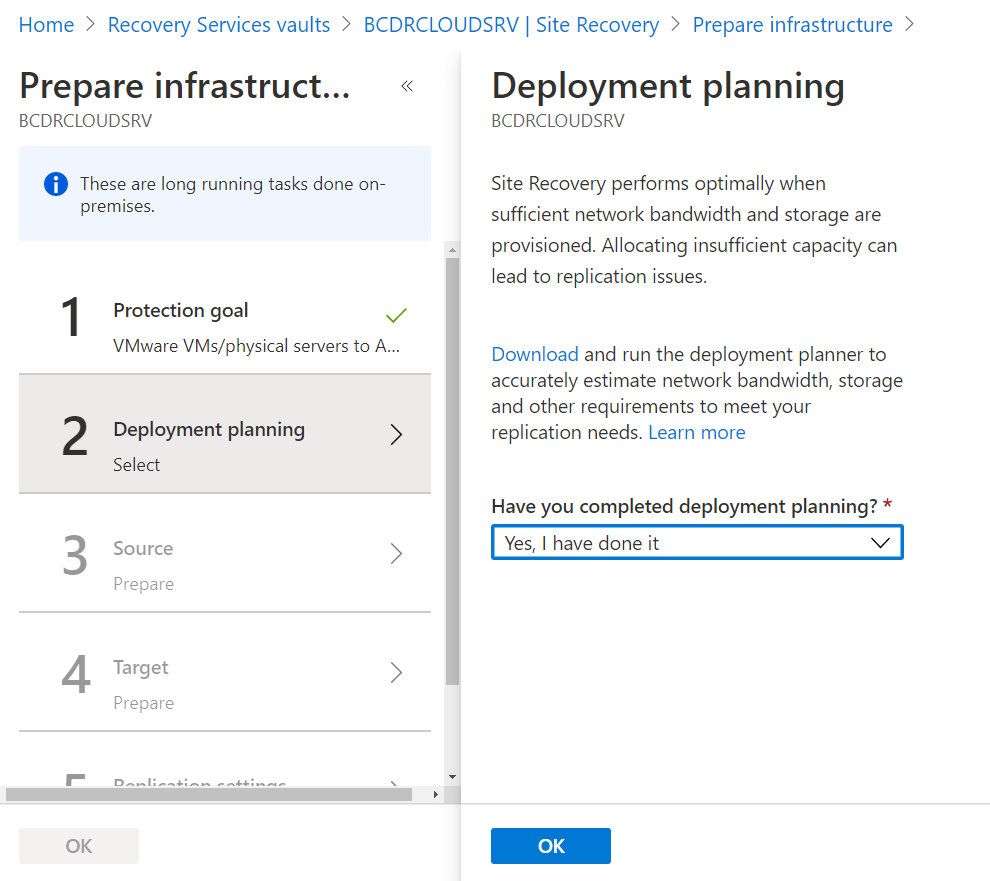 Home > Recovery Services vaults > BCDRCLOUDSRV | Site Recovery > Prepare infrastructure >
Prepare infrastruct...
BCDRCLOUDSRV
These are long running tasks done on-
premises.
1
Protection goal
VMware VMs/physical servers to A...
2
Deployment planning
Select
3
Source
Prepare
4
Target
Prepare
5
Replication settings
OK
Deployment planning
BCDRCLOUDSRV
Site Recovery performs optimally when
sufficient network bandwidth and storage are
provisioned. Allocating insufficient capacity can
lead to replication issues.
Download and run the deployment planner to
accurately estimate network bandwidth, storage
and other requirements to meet your
replication needs. Learn more
Have you completed deployment planning? *
Yes, I have done it
OK